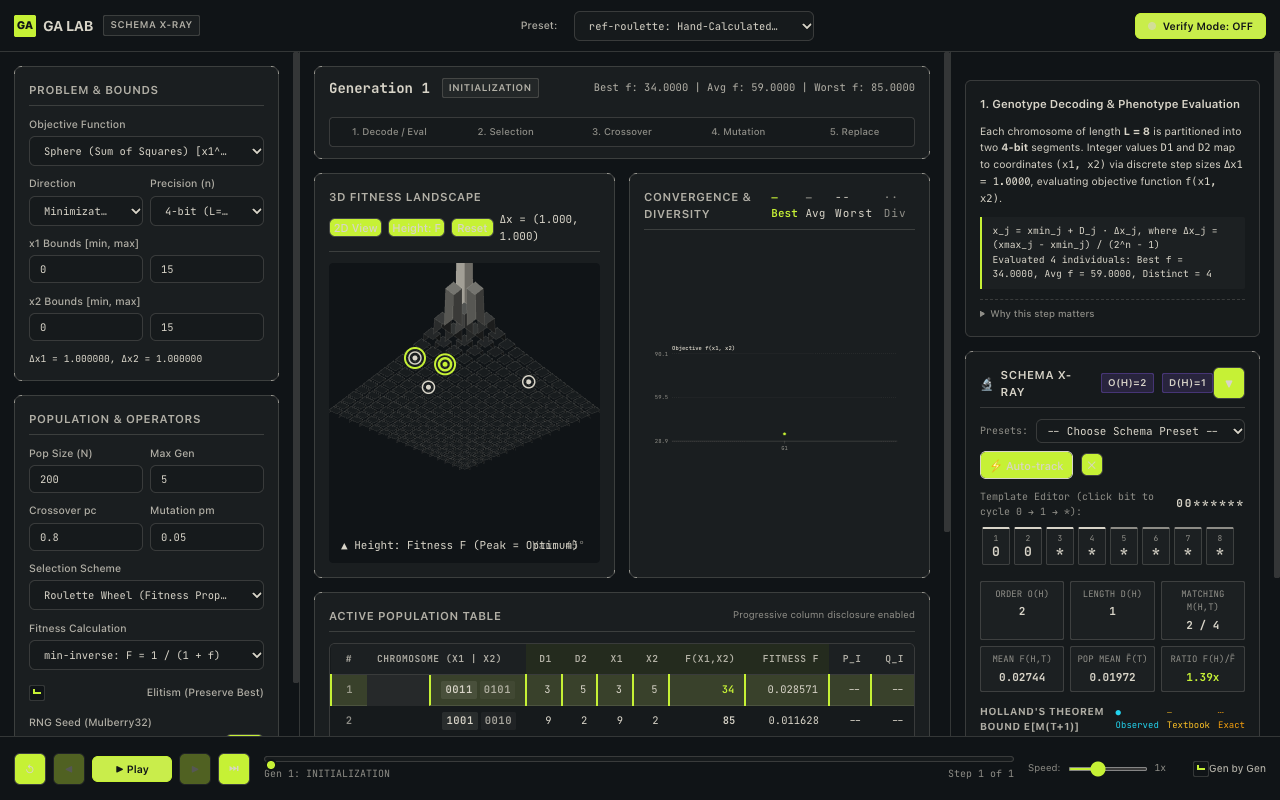 GA GA LAB SCHEMA X-RAY
Preset: ref-roulette: Hand-Calculated…
Verify Mode: OFF
PROBLEM & BOUNDS
Objective Function
Sphere (Sum of Squares) [x1^…
Direction Precision (n)
Minimizat… 4-bit (L=…
x1 Bounds [min, max]
0 15
x2 Bounds [min, max]
0 15
Δx1 = 1.000000, Δx2 = 1.000000
POPULATION & OPERATORS
Pop Size (N) Max Gen
200 5
Crossover pc Mutation pm
0.8 0.05
Selection Scheme
Roulette Wheel (Fitness Prop…
Fitness Calculation
min-inverse: F = 1 / (1 + f)
Elitism (Preserve Best)
RNG Seed (Mulberry32)
Generation 1 INITIALIZATION
Best f: 34.0000 | Avg f: 59.0000 | Worst f: 85.0000
1. Decode / Eval 2. Selection 3. Crossover 4. Mutation 5. Replace
3D FITNESS LANDSCAPE
3D View Height: F Reset Δx = (1.000,
1.000)
▲ Height: Fitness F (Peak = Optimum)
CONVERGENCE &
DIVERSITY
Best Avg Worst Div
Objective f(x1, x2)
90.1
59.5
28.9
G1
ACTIVE POPULATION TABLE
Progressive column disclosure enabled
# CHROMOSOME (X1 | X2) D1 D2 X1 X2 F(X1,X2) FITNESS F P_I Q_I
1 0011 0101 3 5 3 5 34 0.028571 —— ——
2 1001 0010 9 2 9 2 85 0.011628 —— ——
1. Genotype Decoding & Phenotype Evaluation
Each chromosome of length L = 8 is partitioned into
two 4-bit segments. Integer values D1 and D2 map
to coordinates (x1, x2) via discrete step sizes Δx1
= 1.0000, evaluating objective function f(x1,
x2).
x_j = xmin_j + D_j · Δx_j, where Δx_j =
(xmax_j - xmin_j) / (2^n - 1)
Evaluated 4 individuals: Best f =
34.0000, Avg f = 59.0000, Distinct = 4
Why this step matters
SCHEMA X-
RAY
O(H)=2 D(H)=1
Presets: —— Choose Schema Preset ——
Template Editor (click bit to
cycle 0 → 1 → *):
00******
1 2 3 4 5 6 7 8
0 0 * * * * * *
ORDER O(H)
2
LENGTH D(H)
1
MATCHING
M(H,T)
2 / 4
MEAN F(H,T)
0.02744
POP MEAN F̄(T)
0.01972
RATIO F(H)/F̄
1.39x
HOLLAND'S THEOREM
BOUND E[M(T+1)]
Observed Textbook Exact
▶ Play
Gen 1: INITIALIZATION
Step 1 of 1
Speed: 1x
Gen by Gen